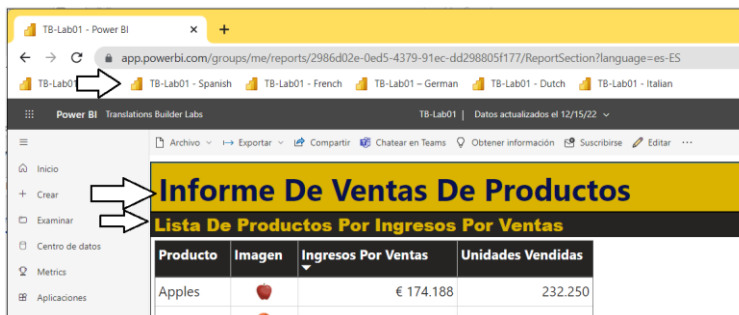 TB-Lab01 - Power BI
app.powerbi.com/groups/me/reports/2986d02e-0ed5-4379-91ec-dd298805f177/ReportSection?language=es-ES
TB-Lab01 TB-Lab01 - Spanish TB-Lab01 - French TB-Lab01 – German TB-Lab01 - Dutch TB-Lab01 - Italian
Power BI Translations Builder Labs TB-Lab01 | Datos actualizados el 12/15/22
Archivo Exportar Compartir Chatear en Teams Obtener información Suscribirse Editar ...
Inicio
Crear
Examinar
Centro de datos
Metrics
Aplicaciones
Informe De Ventas De Productos
Lista De Productos Por Ingresos Por Ventas
Producto Imagen Ingresos Por Ventas Unidades Vendidas
Apples € 174.188 232.250